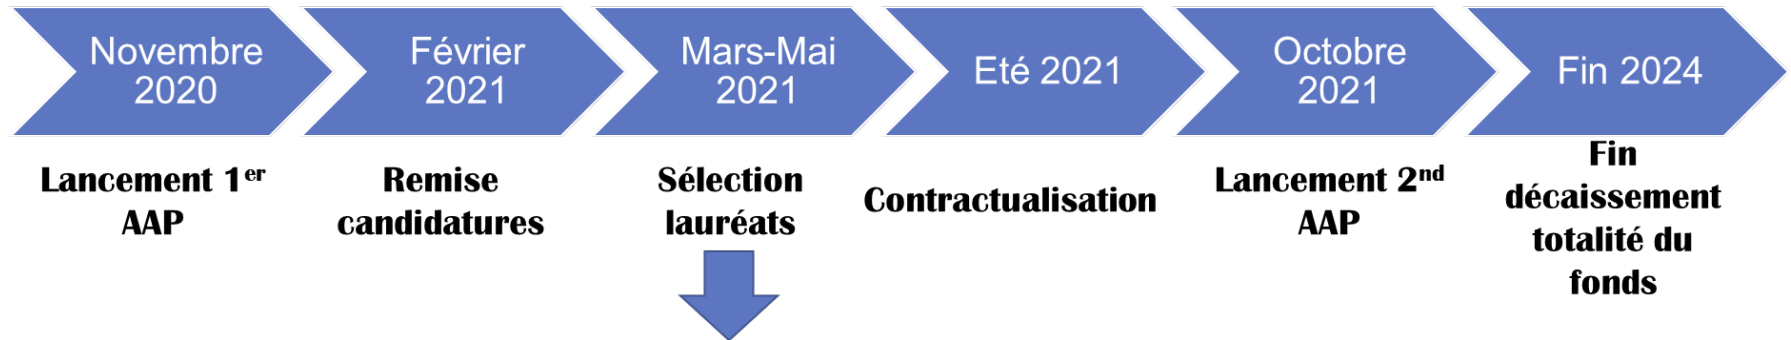 Novembre
2020
Février
2021
Mars-Mai
2021
Eté 2021
Octobre
2021
Fin 2024
Lancement 1er
AAP
Remise
candidatures
Sélection
lauréats
Contractualisation
Lancement 2nd
AAP
Fin
décaissement
totalité du
fonds